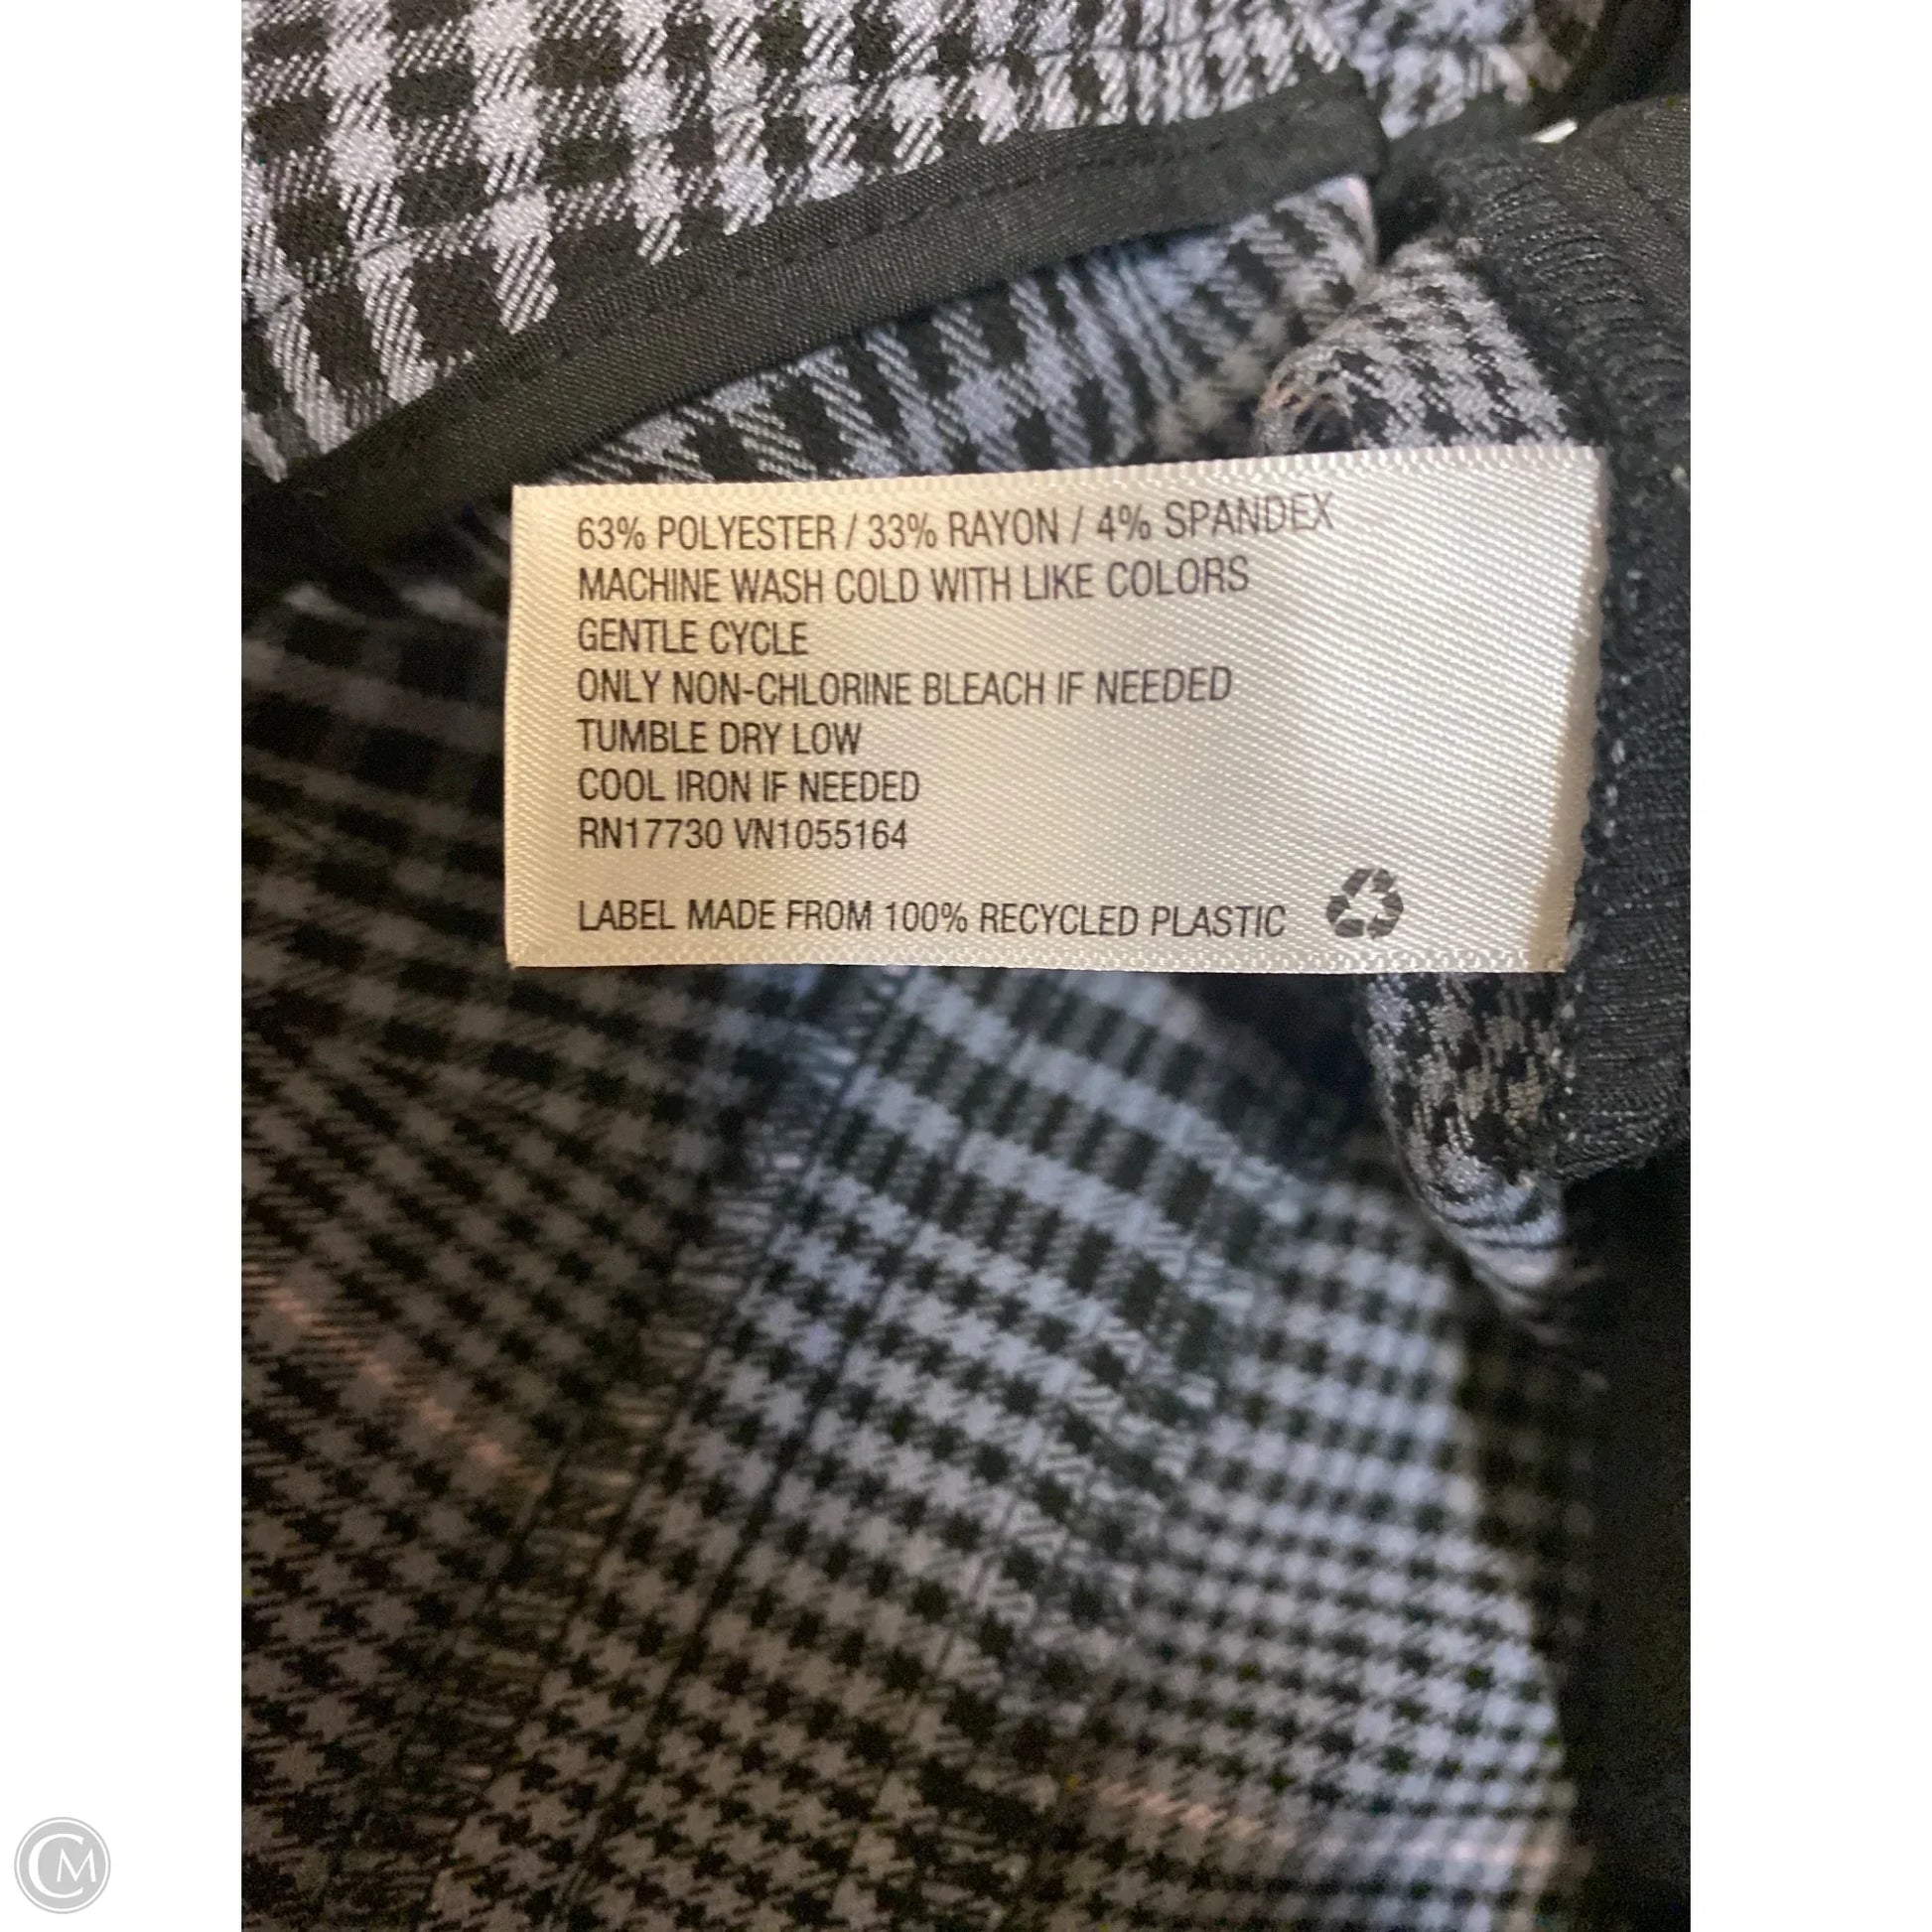 63% POLYESTER / 33% RAYON / 4% SPANDEX
MACHINE WASH COLD WITH LIKE COLORS
GENTLE CYCLE
ONLY NON-CHLORINE BLEACH IF NEEDED
TUMBLE DRY LOW
COOL IRON IF NEEDED
RN17730 VN1055164
LABEL MADE FROM 100% RECYCLED PLASTIC
CM